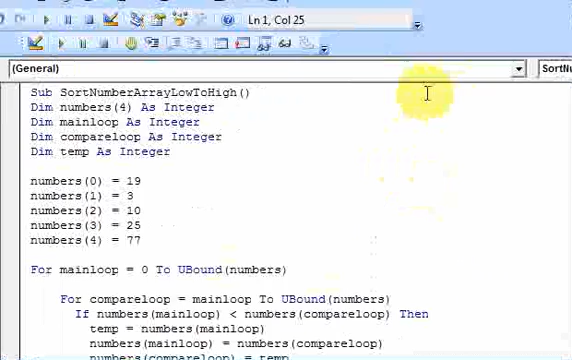 Ln 1, Col 25
(General)
Sub SortNumberArrayLowToHigh()
Dim numbers(4) As Integer
Dim mainloop As Integer
Dim compareloop As Integer
Dim temp As Integer
numbers(0) = 19
numbers(1) = 3
numbers(2) = 10
numbers(3) = 25
numbers(4) = 77
For mainloop = 0 To UBound(numbers)
For compareloop = mainloop To UBound(numbers)
If numbers(mainloop) < numbers(compareloop) Then
temp = numbers(mainloop)
numbers(mainloop) = numbers(compareloop)
numbers(compareloop) = temp